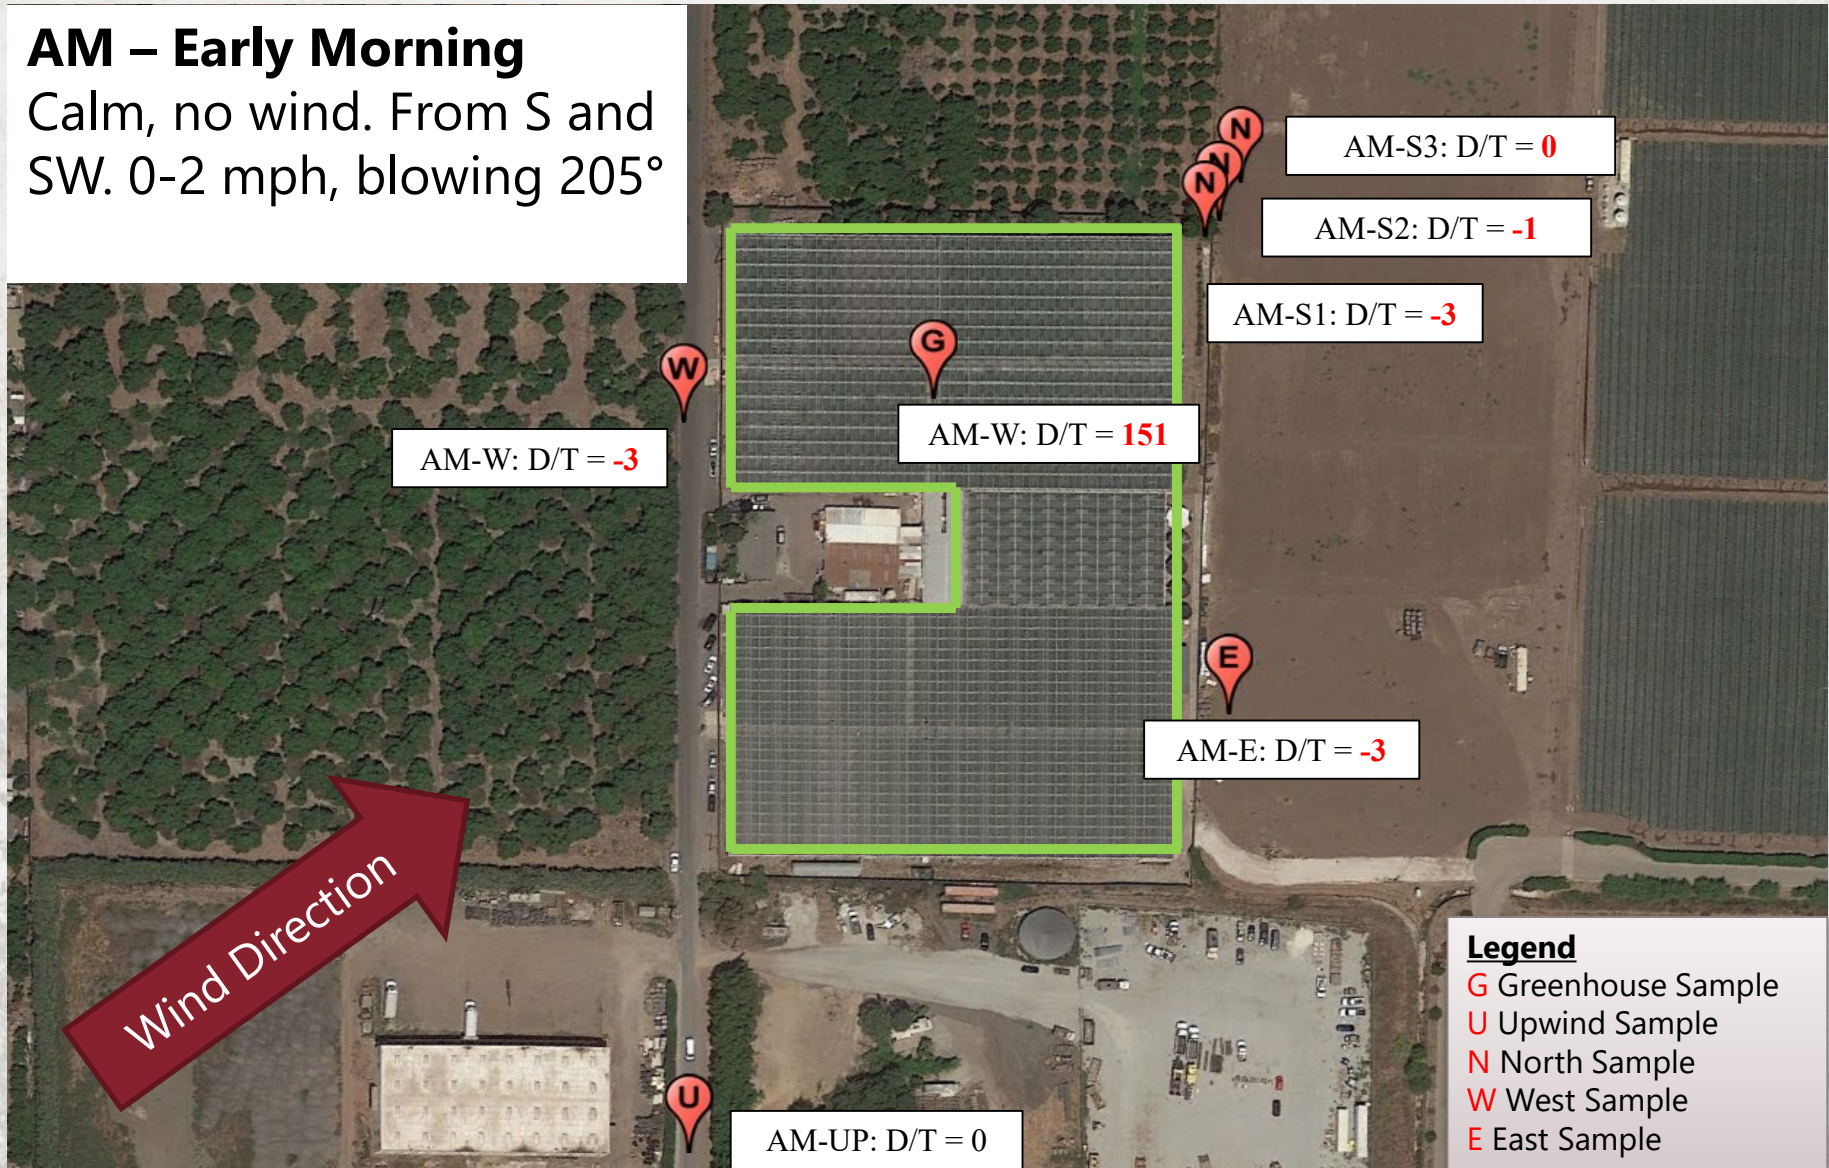 AM – Early Morning
Calm, no wind. From S and
SW. 0-2 mph, blowing 205°
N
N
N
AM-S3: D/T = 0
AM-S2: D/T = -1
AM-S1: D/T = -3
G
W
AM-W: D/T = 151
AM-W: D/T = -3
E
AM-E: D/T = -3
Wind Direction
U
AM-UP: D/T = 0
Legend
G Greenhouse Sample
U Upwind Sample
N North Sample
W West Sample
E East Sample